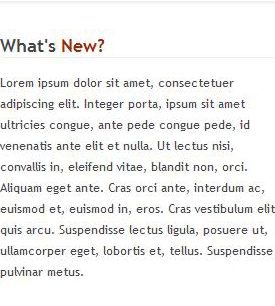 What's New?
Lorem ipsum dolor sit amet, consectetuer
adipiscing elit. Integer porta, ipsum sit amet
ultricies congue, ante pede congue pede, id
venenatis ante elit et nulla. Ut lectus nisi,
convallis in, eleifend vitae, blandit non, orci.
Aliquam eget ante. Cras orci ante, interdum ac,
euismod et, euismod in, eros. Cras vestibulum elit
quis arcu. Suspendisse lectus ligula, posuere ut,
ullamcorper eget, lobortis et, tellus. Suspendisse
pulvinar metus.